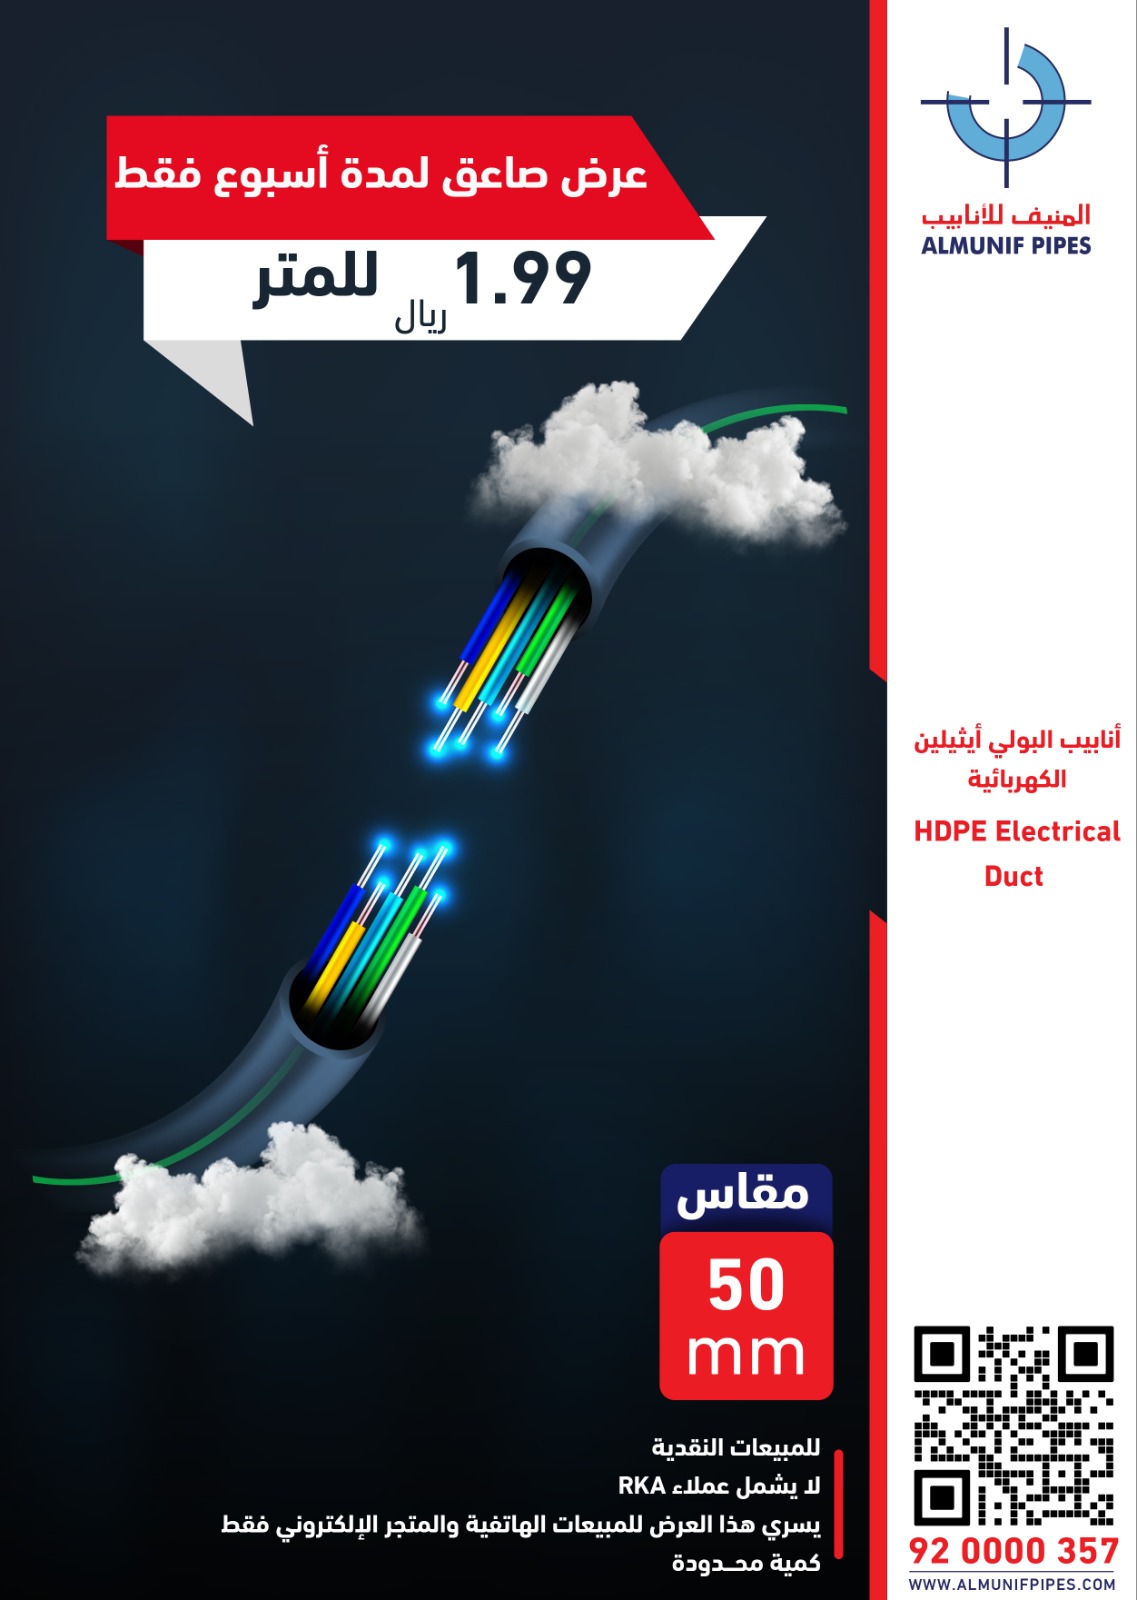 عرض صاعق لمدة أسبوع فقط
1.99 ريال للمتر
المنيف للأنابيب
ALMUNIF PIPES
أنابيب البولي أيثيلين
الكهربائية
HDPE Electrical
Duct
مقاس
50
mm
للمبيعات النقدية
لا يشمل عملاء RKA
يسري هذا العرض للمبيعات الهاتفية والمتجر الإلكتروني فقط
كمية محــدودة
92 0000 357
WWW.ALMUNIFPIPES.COM